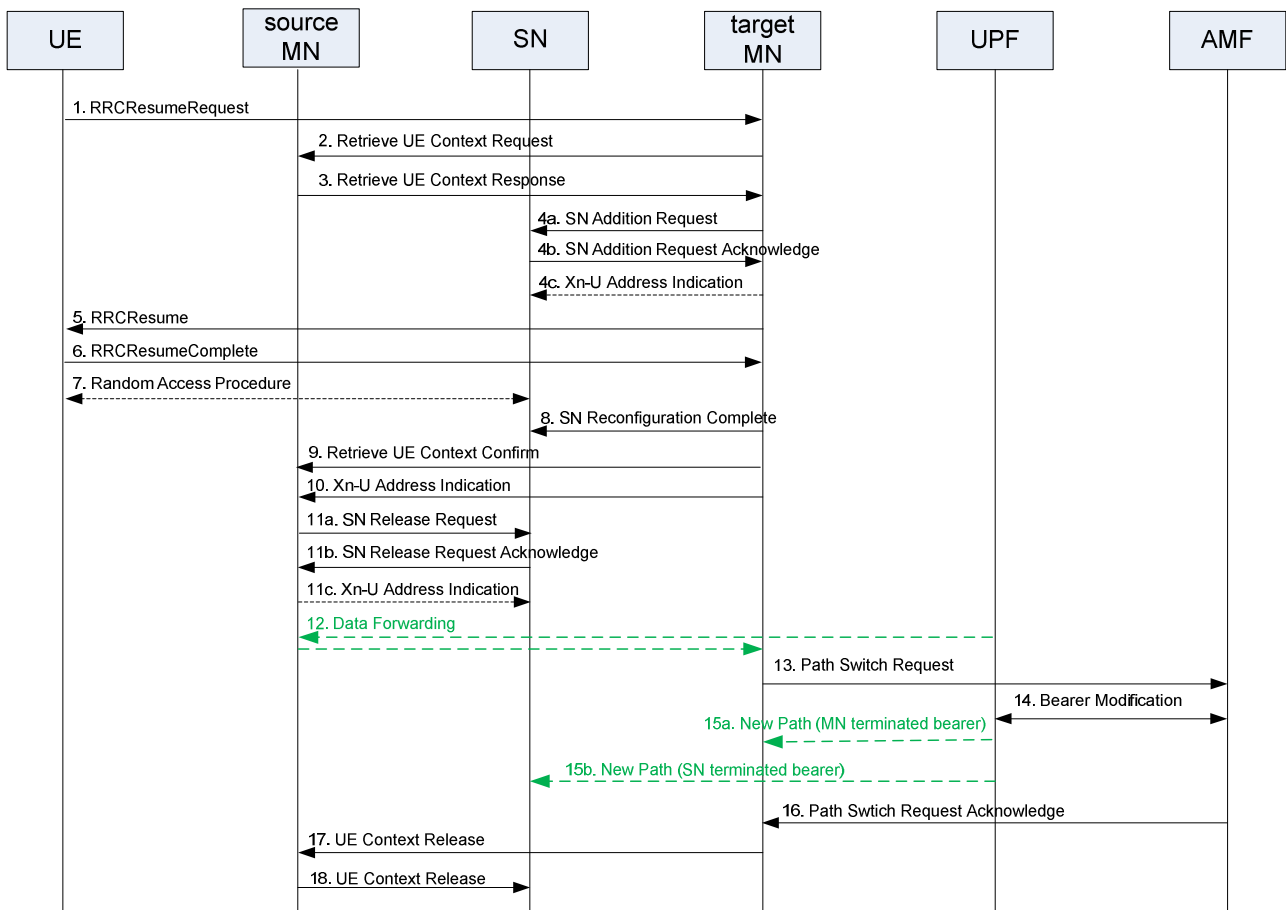 UE
source
MN
SN
target
MN
UPF
AMF
1. RRCResumeRequest
2. Retrieve UE Context Request
3. Retrieve UE Context Response
4a. SN Addition Request
4b. SN Addition Request Acknowledge
4c. Xn-U Address Indication
5. RRCResume
6. RRCResumeComplete
7. Random Access Procedure
8. SN Reconfiguration Complete
9. Retrieve UE Context Confirm
10. Xn-U Address Indication
11a. SN Release Request
11b. SN Release Request Acknowledge
11c. Xn-U Address Indication
12. Data Forwarding
13. Path Switch Request
14. Bearer Modification
15a. New Path (MN terminated bearer)
15b. New Path (SN terminated bearer)
16. Path Swtich Request Acknowledge
17. UE Context Release
18. UE Context Release